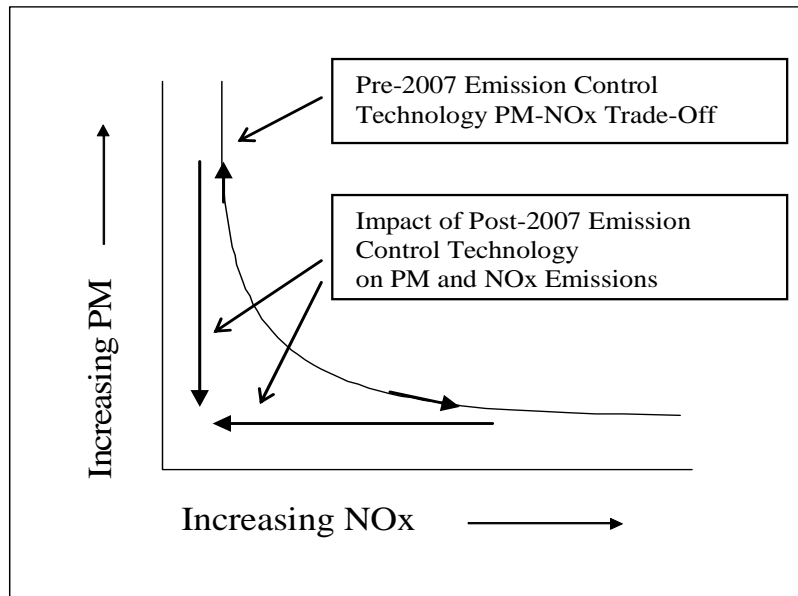 Pre-2007 Emission Control
Technology PM-NOx Trade-Off
Impact of Post-2007 Emission
Control Technology
on PM and NOx Emissions
Increasing PM
Increasing NOx